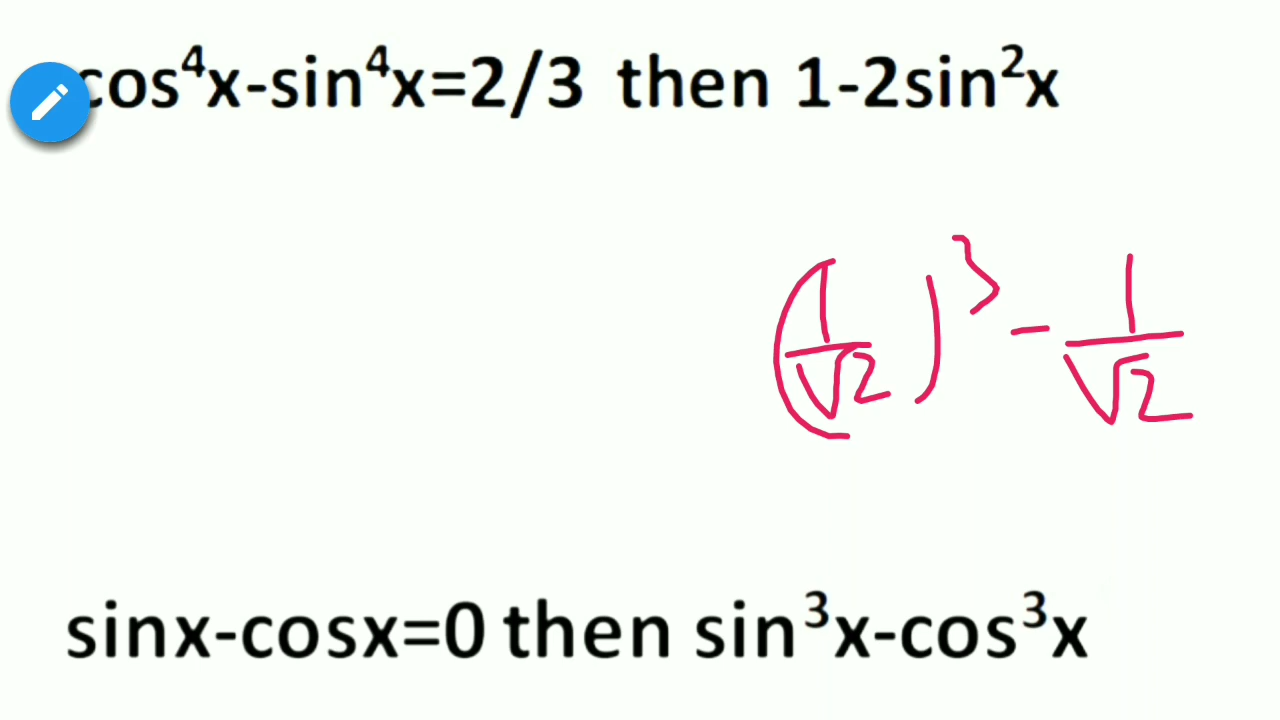 cos⁴x-sin⁴x=2/3 then 1-2sin²x
(1/√2)³ - 1/√2
sinx-cosx=0 then sin³x-cos³x